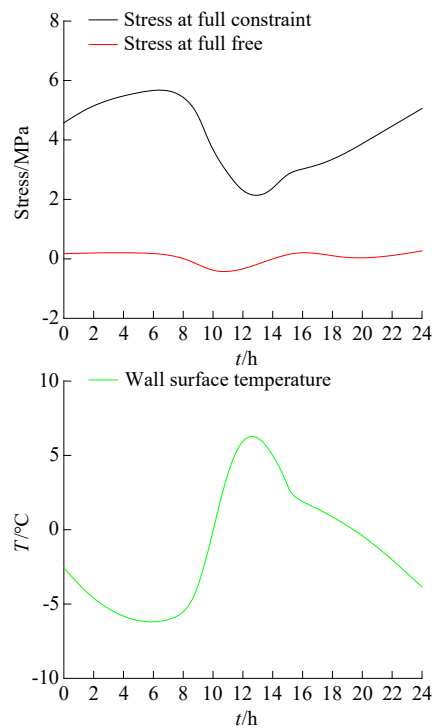 Stress at full constraint
Stress at full free
8
6
4
2
0
-2
Stress/MPa
0 2 4 6 8 10 12 14 16 18 20 22 24
t/h
Wall surface temperature
10
5
0
-5
-10
T/°C
0 2 4 6 8 10 12 14 16 18 20 22 24
t/h